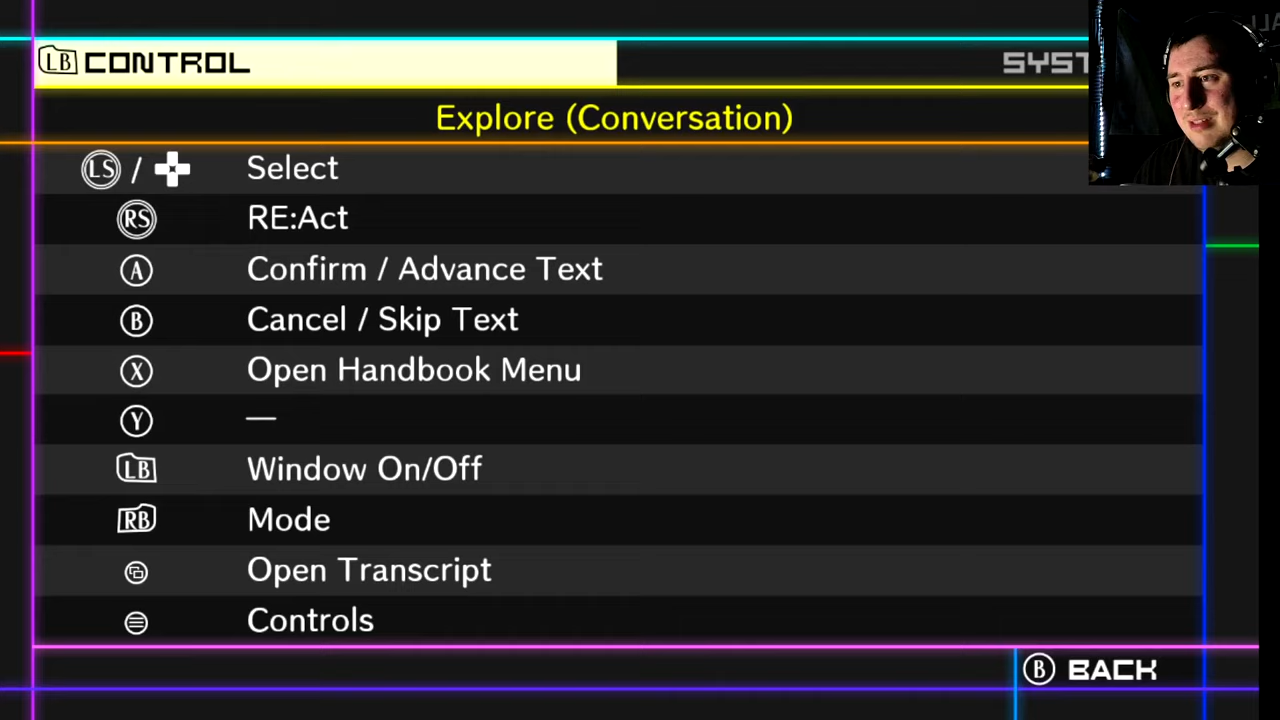 LB CONTROL
SYST
Explore (Conversation)
LS / Select
RS RE:Act
A Confirm / Advance Text
B Cancel / Skip Text
X Open Handbook Menu
Y —
LB Window On/Off
RB Mode
Open Transcript
Controls
B BACK